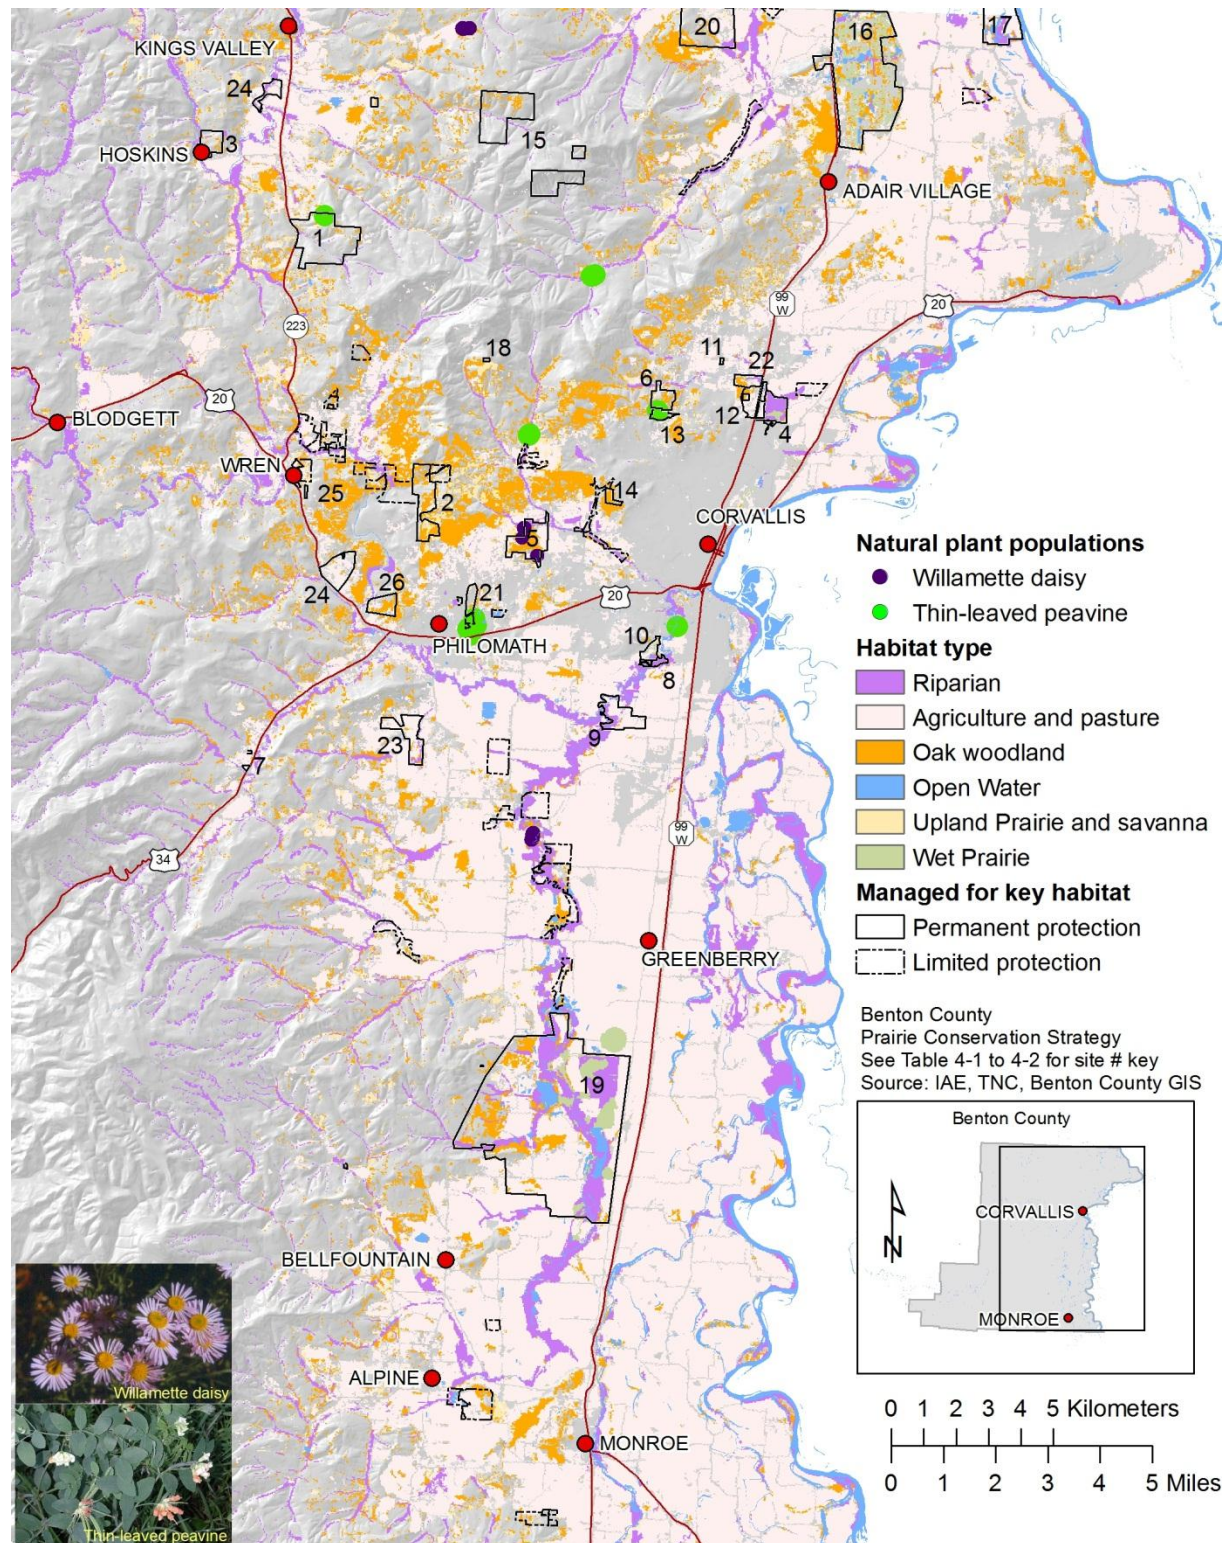 KINGS VALLEY
20
16
17
24
15
3
HOSKINS
ADAIR VILLAGE
1
99
W
20
223
18
11
22
6
20
12
BLODGETT
13
4
WREN
25
2
14
CORVALLIS
5
24
26
21
20
PHILOMATH
10
8
9
23
7
99
W
34
GREENBERRY
19
BELLFOUNTAIN
ALPINE
MONROE
Natural plant populations
Willamette daisy
Thin-leaved peavine
Habitat type
Riparian
Agriculture and pasture
Oak woodland
Open Water
Upland Prairie and savanna
Wet Prairie
Managed for key habitat
Permanent protection
Limited protection
Benton County
Prairie Conservation Strategy
See Table 4-1 to 4-2 for site # key
Source: IAE, TNC, Benton County GIS
Benton County
CORVALLIS
N
MONROE
0 1 2 3 4 5 Kilometers
0 1 2 3 4 5 Miles
Willamette daisy
Thin-leaved peavine